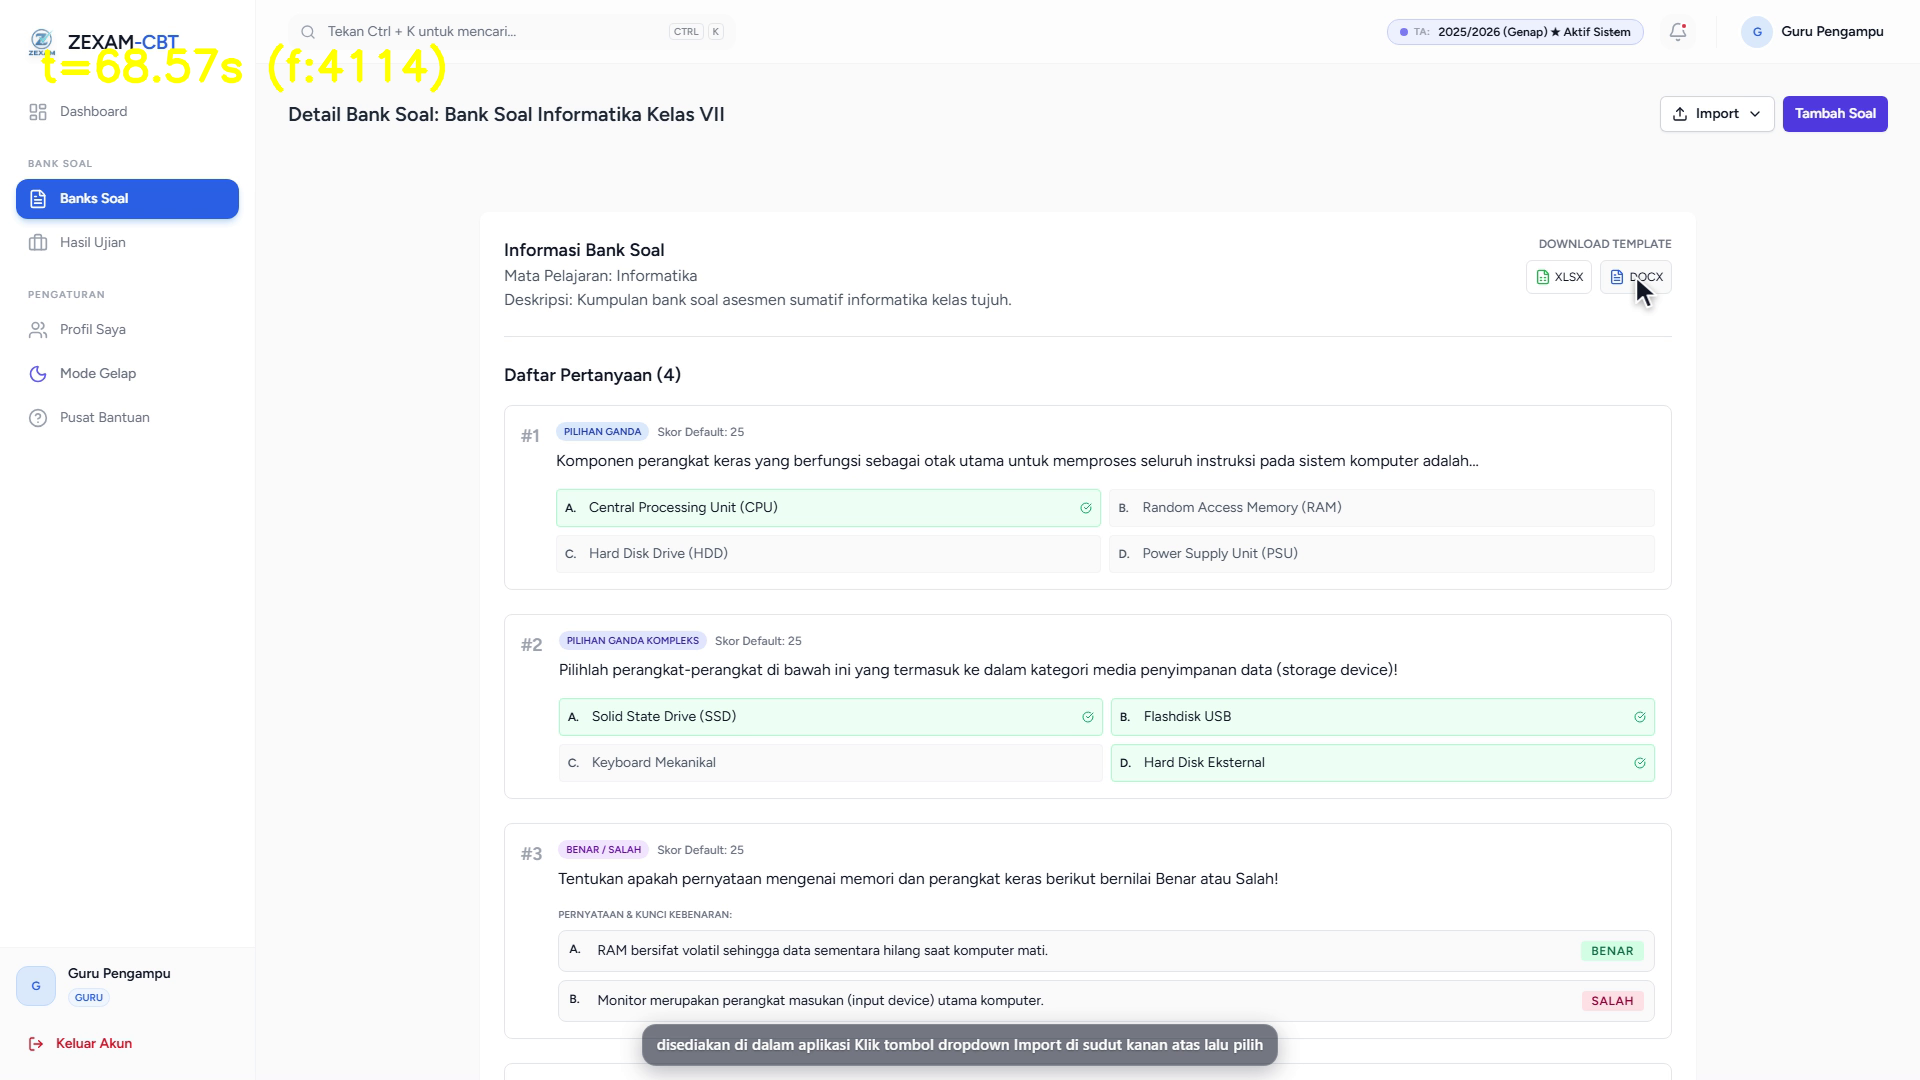 ZEXAM-CBT
Tekan Ctrl + K untuk mencari...
CTRL K
TA: 2025/2026 (Genap) ★ Aktif Sistem
G
Guru Pengampu
t=68.57s (f:4114)
Dashboard
BANK SOAL
Banks Soal
Hasil Ujian
PENGATURAN
Profil Saya
Mode Gelap
Pusat Bantuan
Guru Pengampu
G
GURU
Keluar Akun
Detail Bank Soal: Bank Soal Informatika Kelas VII
Import
Tambah Soal
Informasi Bank Soal
Mata Pelajaran: Informatika
Deskripsi: Kumpulan bank soal asesmen sumatif informatika kelas tujuh.
DOWNLOAD TEMPLATE
XLSX
DOCX
Daftar Pertanyaan (4)
#1 PILIHAN GANDA Skor Default: 25
Komponen perangkat keras yang berfungsi sebagai otak utama untuk memproses seluruh instruksi pada sistem komputer adalah...
A. Central Processing Unit (CPU)
B. Random Access Memory (RAM)
C. Hard Disk Drive (HDD)
D. Power Supply Unit (PSU)
#2 PILIHAN GANDA KOMPLEKS Skor Default: 25
Pilihlah perangkat-perangkat di bawah ini yang termasuk ke dalam kategori media penyimpanan data (storage device)!
A. Solid State Drive (SSD)
B. Flashdisk USB
C. Keyboard Mekanikal
D. Hard Disk Eksternal
#3 BENAR / SALAH Skor Default: 25
Tentukan apakah pernyataan mengenai memori dan perangkat keras berikut bernilai Benar atau Salah!
PERNYATAAN & KUNCI KEBENARAN:
A. RAM bersifat volatil sehingga data sementara hilang saat komputer mati. BENAR
B. Monitor merupakan perangkat masukan (input device) utama komputer. SALAH
disediakan di dalam aplikasi Klik tombol dropdown Import di sudut kanan atas lalu pilih